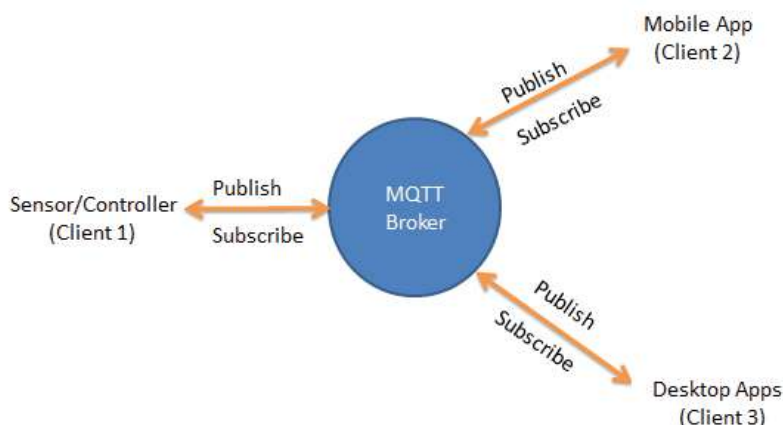 Mobile App
(Client 2)
Publish
Subscribe
MQTT
Broker
Publish
Subscribe
Sensor/Controller
(Client 1)
Publish
Subscribe
Desktop Apps
(Client 3)